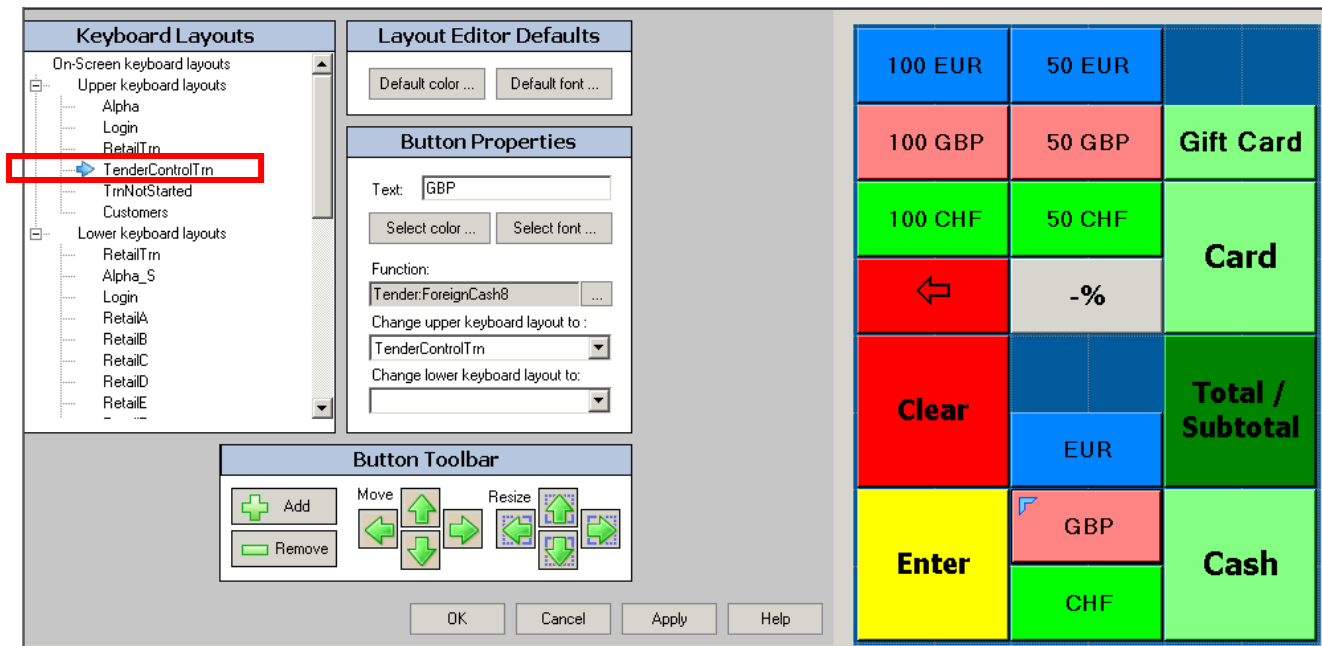 Keyboard Layouts
On-Screen keyboard layouts
Upper keyboard layouts
Alpha
Login
RetailTrn
TenderControlTrn
TrnNotStarted
Customers
Lower keyboard layouts
RetailTrn
Alpha_S
Login
RetailA
RetailB
RetailC
RetailD
RetailE
Layout Editor Defaults
Default color ...
Default font ...
Button Properties
Text:
GBP
Select color ...
Select font ...
Function:
Tender:ForeignCash8
...
Change upper keyboard layout to :
TenderControlTrn
Change lower keyboard layout to:
Button Toolbar
Add
Remove
Move
Resize
OK
Cancel
Apply
Help
100 EUR
50 EUR
100 GBP
50 GBP
Gift Card
100 CHF
50 CHF
Card
-%
Clear
Total /
Subtotal
EUR
Enter
GBP
Cash
CHF